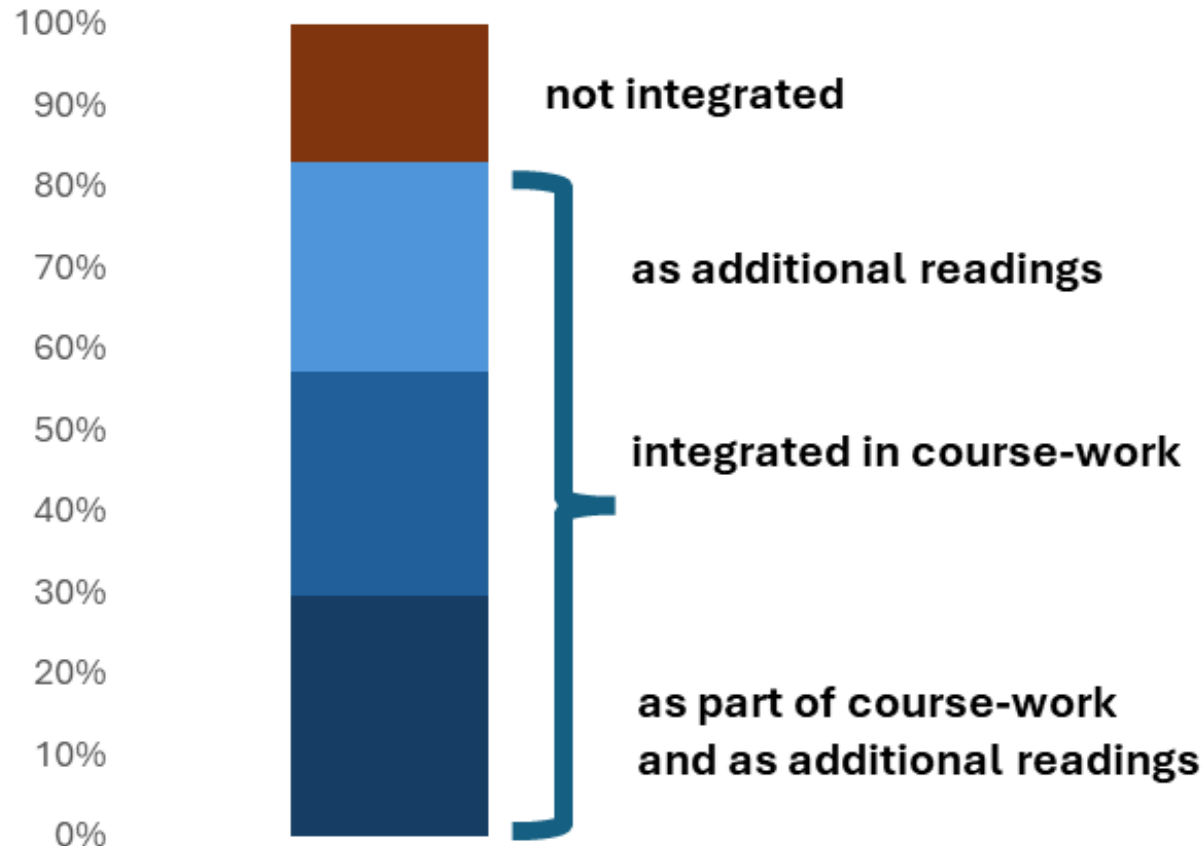 100%
90%
not integrated
80%
70%
as additional readings
60%
50%
integrated in course-work
40%
30%
20%
as part of course-work
10%
and as additional readings
0%